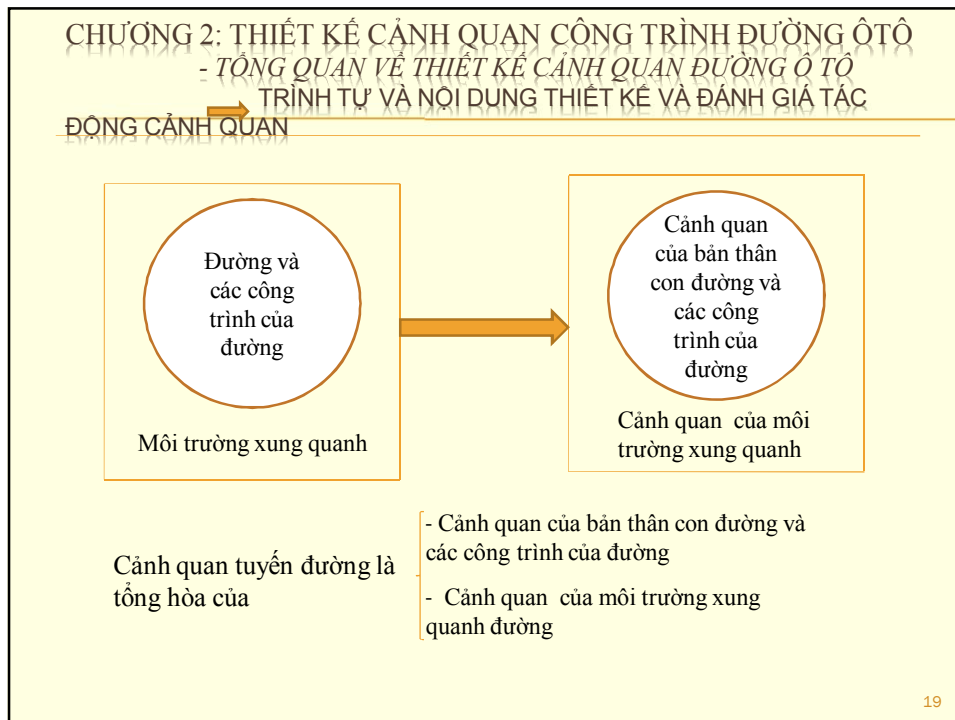 CHƯƠNG 2: THIẾT KẾ CẢNH QUAN CÔNG TRÌNH ĐƯỜNG ÔTÔ
- TỔNG QUAN VỀ THIẾT KẾ CẢNH QUAN ĐƯỜNG Ô TÔ
TRÌNH TỰ VÀ NỘI DUNG THIẾT KẾ VÀ ĐÁNH GIÁ TÁC
ĐỘNG CẢNH QUAN
Đường và
các công
trình của
đường
Môi trường xung quanh
Cảnh quan
của bản thân
con đường và
các công
trình của
đường
Cảnh quan của môi
trường xung quanh
Cảnh quan tuyến đường là
tổng hòa của
- Cảnh quan của bản thân con đường và
các công trình của đường
- Cảnh quan của môi trường xung
quanh đường
19